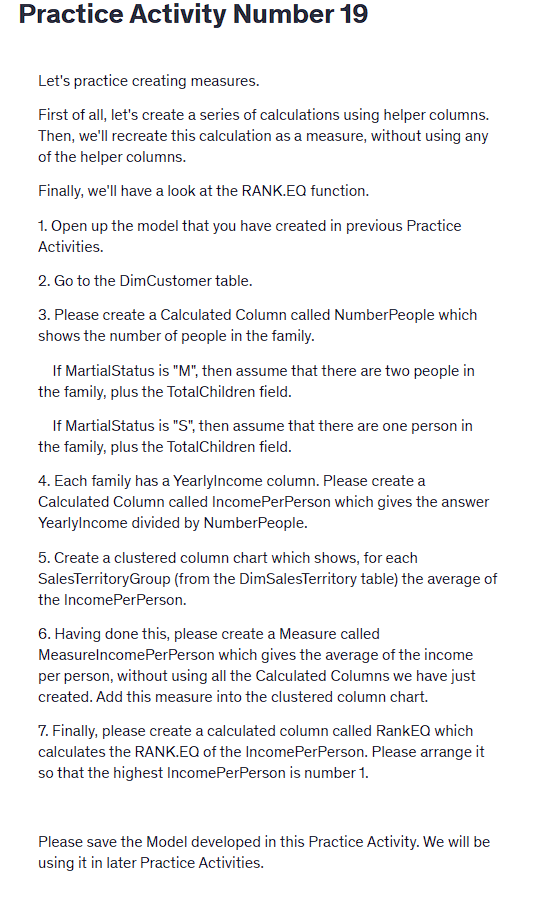 Practice Activity Number 19
Let's practice creating measures.
First of all, let's create a series of calculations using helper columns.
Then, we'll recreate this calculation as a measure, without using any
of the helper columns.
Finally, we'll have a look at the RANK.EQ function.
1. Open up the model that you have created in previous Practice
Activities.
2. Go to the DimCustomer table.
3. Please create a Calculated Column called NumberPeople which
shows the number of people in the family.
If MartialStatus is "M", then assume that there are two people in
the family, plus the TotalChildren field.
If MartialStatus is "S", then assume that there are one person in
the family, plus the TotalChildren field.
4. Each family has a YearlyIncome column. Please create a
Calculated Column called IncomePerPerson which gives the answer
YearlyIncome divided by NumberPeople.
5. Create a clustered column chart which shows, for each
SalesTerritoryGroup (from the DimSalesTerritory table) the average of
the IncomePerPerson.
6. Having done this, please create a Measure called
MeasureIncomePerPerson which gives the average of the income
per person, without using all the Calculated Columns we have just
created. Add this measure into the clustered column chart.
7. Finally, please create a calculated column called RankEQ which
calculates the RANK.EQ of the IncomePerPerson. Please arrange it
so that the highest IncomePerPerson is number 1.
Please save the Model developed in this Practice Activity. We will be
using it in later Practice Activities.